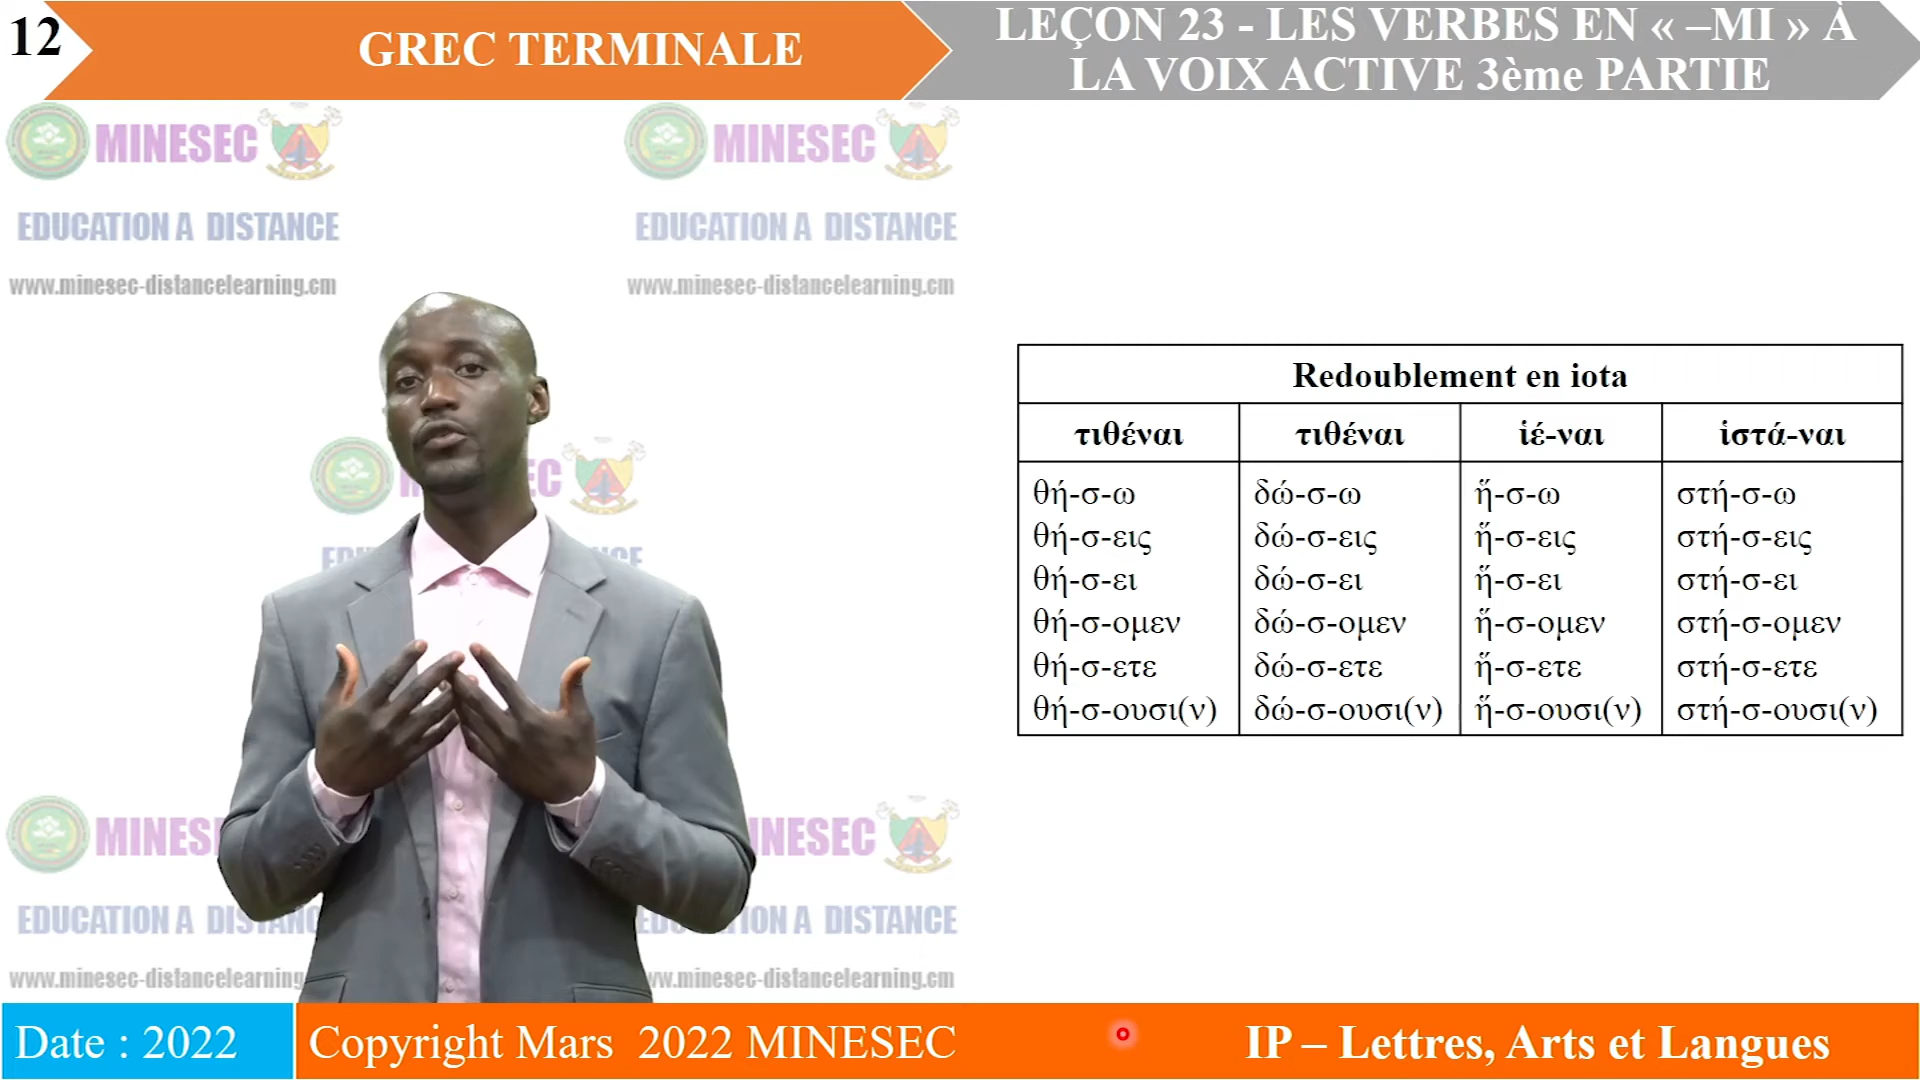 12
GREC TERMINALE
LEÇON 23 - LES VERBES EN « –MI » À
LA VOIX ACTIVE 3ème PARTIE
MINESEC
EDUCATION A DISTANCE
www.minesec-distancelearning.cm
MINESEC
EDUCATION A DISTANCE
www.minesec-distancelearning.cm
Redoublement en iota
τιθέναι τιθέναι ἱέ-ναι ἱστά-ναι
θή-σ-ω δώ-σ-ω ἥ-σ-ω στή-σ-ω
θή-σ-εις δώ-σ-εις ἥ-σ-εις στή-σ-εις
θή-σ-ει δώ-σ-ει ἥ-σ-ει στή-σ-ει
θή-σ-ομεν δώ-σ-ομεν ἥ-σ-ομεν στή-σ-ομεν
θή-σ-ετε δώ-σ-ετε ἥ-σ-ετε στή-σ-ετε
θή-σ-ουσι(ν) δώ-σ-ουσι(ν) ἥ-σ-ουσι(ν) στή-σ-ουσι(ν)
EDUCATION A
www.minesec-distancelearning
DISTANCE
www.minesec-distancelearning.cm
Date : 2022
Copyright Mars 2022 MINESEC
IP – Lettres, Arts et Langues